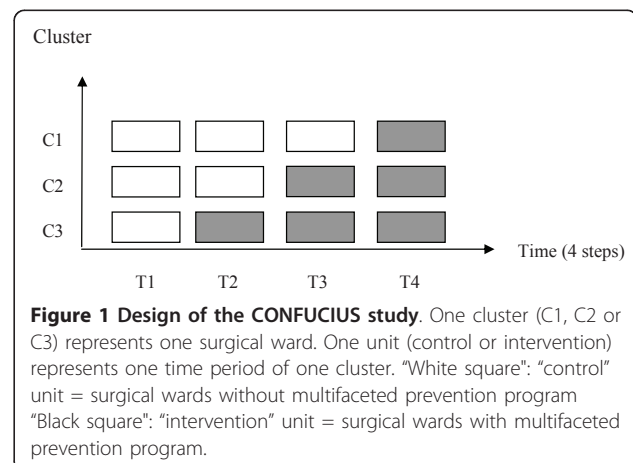 Cluster
C1
C2
C3
Time (4 steps)
T1 T2 T3 T4
Figure 1 Design of the CONFUCIUS study. One cluster (C1, C2 or
C3) represents one surgical ward. One unit (control or intervention)
represents one time period of one cluster. “White square": “control”
unit = surgical wards without multifaceted prevention program
“Black square": “intervention” unit = surgical wards with multifaceted
prevention program.